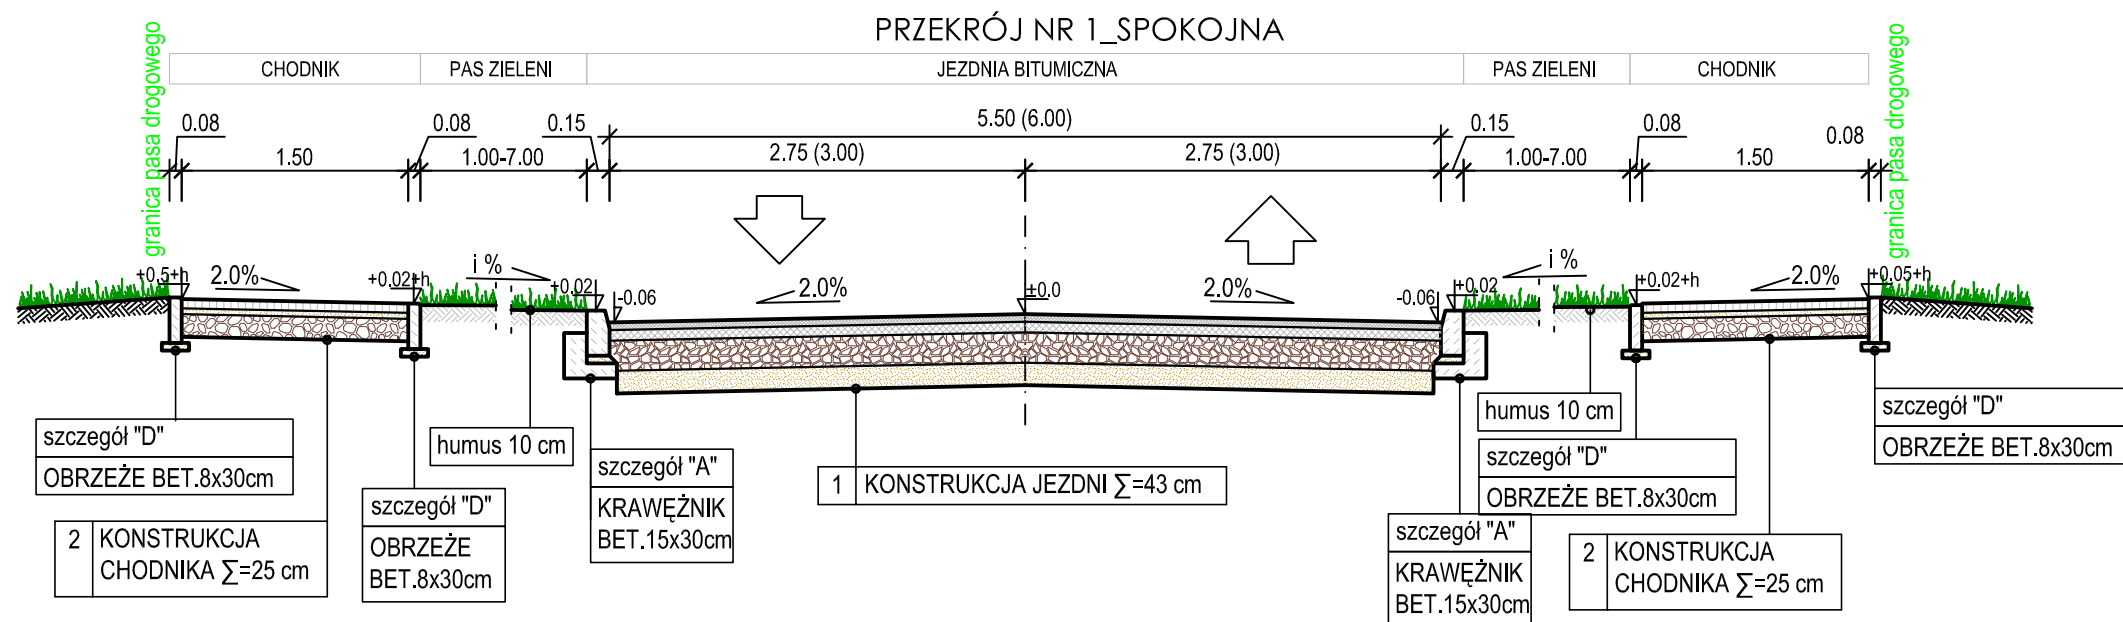 PRZEKRÓJ NR 1_SPOKOJNA
CHODNIK
PAS ZIELENI
JEZDNIA BITUMICZNA
PAS ZIELENI
CHODNIK
granica pasa drogowego
granica pasa drogowego
5.50 (6.00)
0.08
0.08
0.15
0.15
0.08
0.08
1.50
1.00-7.00
2.75 (3.00)
2.75 (3.00)
1.00-7.00
1.50
+0.5+h
2.0%
+0.02+h
i %
+0.02
-0.06
2.0%
±0.0
2.0%
-0.06
+0.02
i %
+0.02+h
2.0%
+0.05+h
szczegół "D"
OBRZEŻE BET.8x30cm
2 KONSTRUKCJA
CHODNIKA ∑=25 cm
szczegół "D"
OBRZEŻE
BET.8x30cm
humus 10 cm
szczegół "A"
KRAWĘŻNIK
BET.15x30cm
1 KONSTRUKCJA JEZDNI ∑=43 cm
szczegół "A"
KRAWĘŻNIK
BET.15x30cm
humus 10 cm
szczegół "D"
OBRZEŻE BET.8x30cm
2 KONSTRUKCJA
CHODNIKA ∑=25 cm
szczegół "D"
OBRZEŻE BET.8x30cm